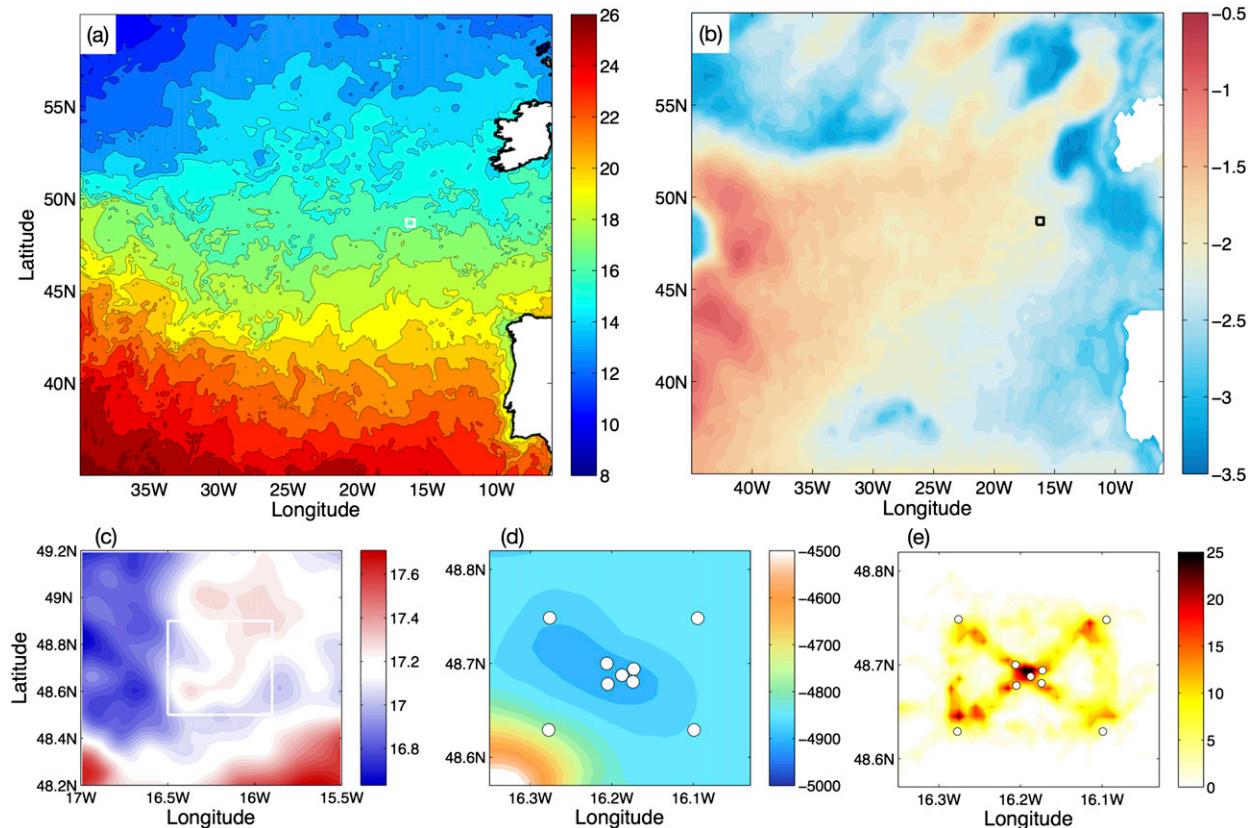 (a)
55N
50N
45N
40N
Latitude
35W 30W 25W 20W 15W 10W
Longitude
26
24
22
20
18
16
14
12
10
8
(b)
55N
50N
45N
40N
40W 35W 30W 25W 20W 15W 10W
Longitude
−0.5
−1
−1.5
−2
−2.5
−3
−3.5
(c)
49.2N
49N
48.8N
48.6N
48.4N
48.2N
Latitude
17W 16.5W 16W 15.5W
Longitude
17.6
17.4
17.2
17
16.8
(d)
48.8N
48.7N
48.6N
16.3W 16.2W 16.1W
Longitude
−4500
−4600
−4700
−4800
−4900
−5000
(e)
48.8N
48.7N
48.6N
16.3W 16.2W 16.1W
Longitude
25
20
15
10
5
0